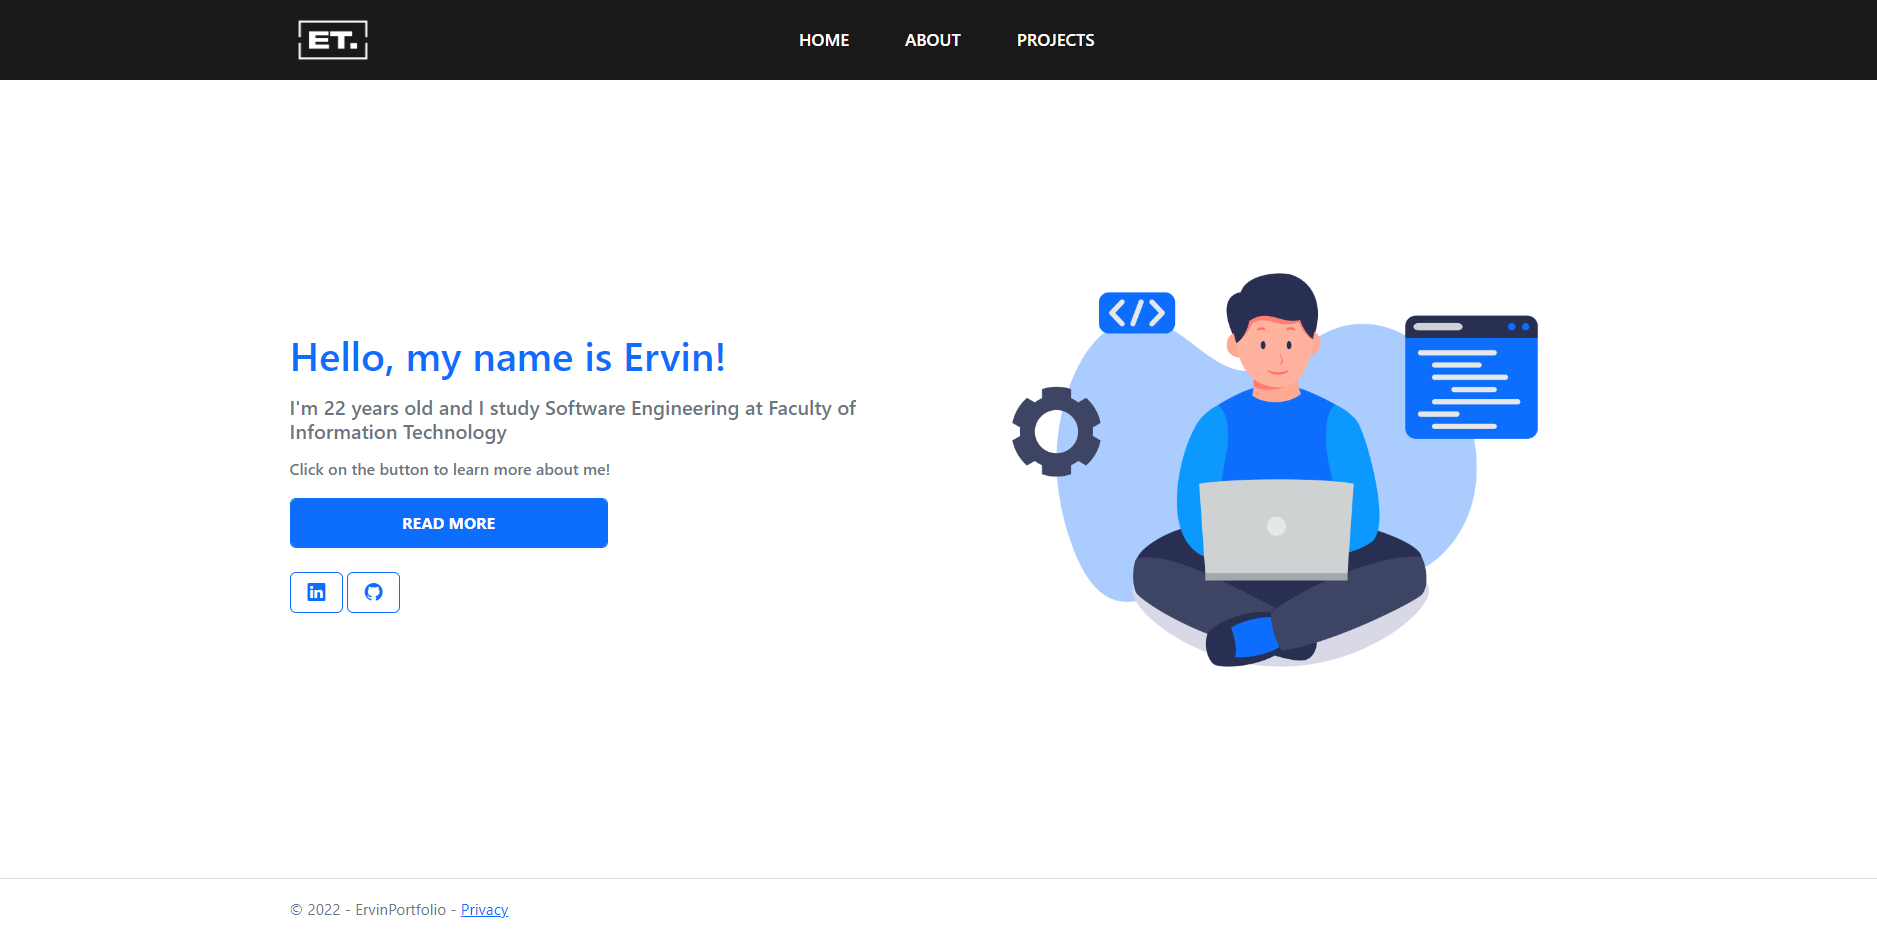 ET.
HOME ABOUT PROJECTS
Hello, my name is Ervin!
I'm 22 years old and I study Software Engineering at Faculty of
Information Technology
Click on the button to learn more about me!
READ MORE
in
</>
© 2022 - ErvinPortfolio - Privacy